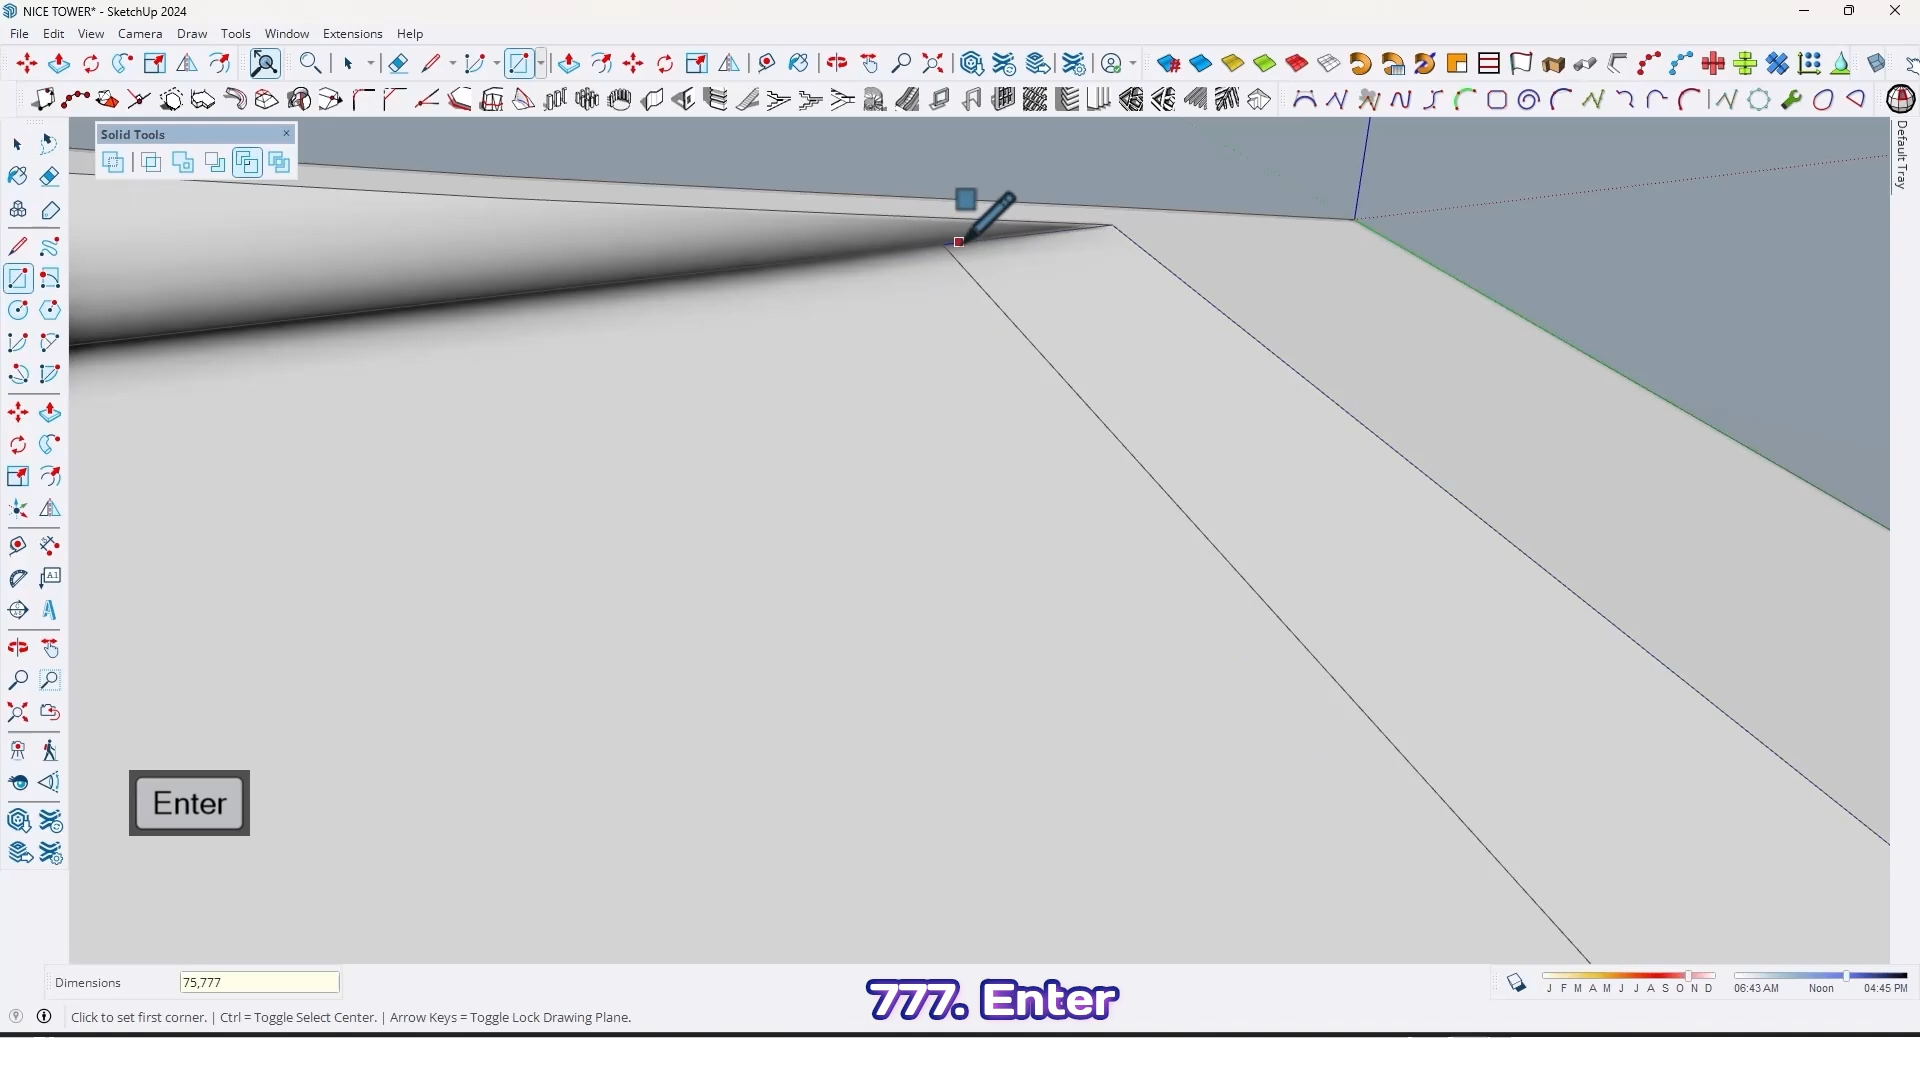 NICE TOWER* - SketchUp 2024
File Edit View Camera Draw Tools Window Extensions Help
Solid Tools
Default Tray
Enter
Dimensions 75,777
777. Enter
J F M A M J J A S O N D 06:43 AM Noon 04:45 PM
Click to set first corner. | Ctrl = Toggle Select Center. | Arrow Keys = Toggle Lock Drawing Plane.